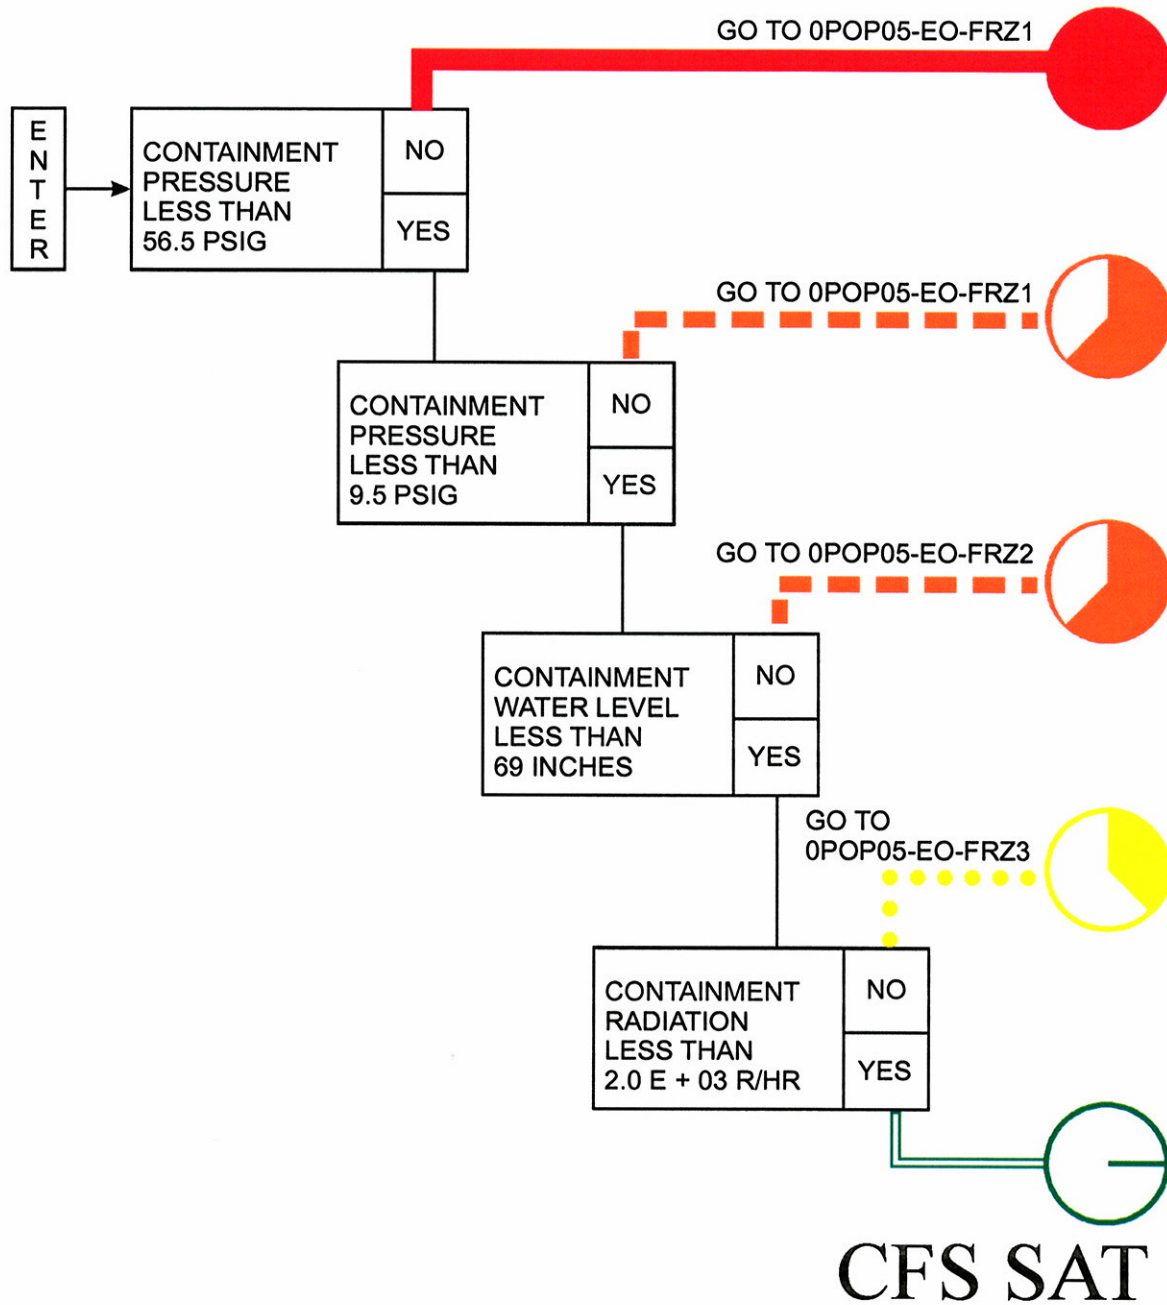 GO TO 0POP05-EO-FRZ1
ENTER
CONTAINMENT
PRESSURE
LESS THAN
56.5 PSIG
NO
YES
GO TO 0POP05-EO-FRZ1
CONTAINMENT
PRESSURE
LESS THAN
9.5 PSIG
NO
YES
GO TO 0POP05-EO-FRZ2
CONTAINMENT
WATER LEVEL
LESS THAN
69 INCHES
NO
YES
GO TO
0POP05-EO-FRZ3
CONTAINMENT
RADIATION
LESS THAN
2.0 E + 03 R/HR
NO
YES
CFS SAT